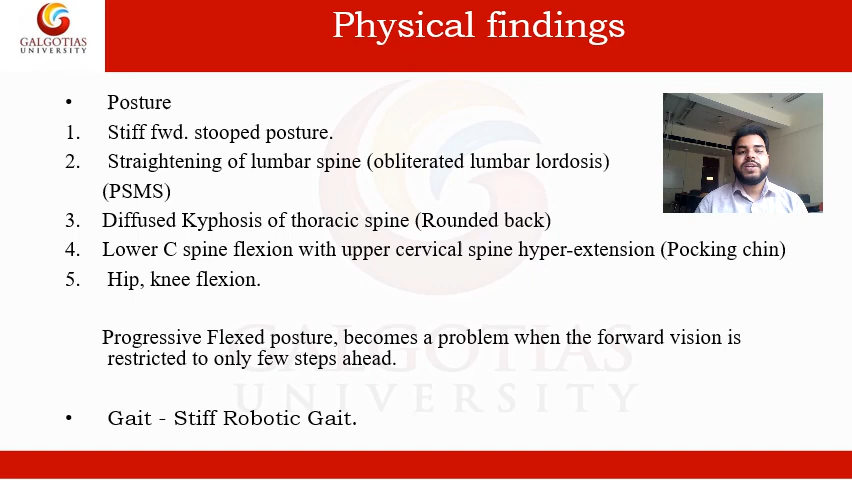 GALGOTIAS
UNIVERSITY
Physical findings
• Posture
1. Stiff fwd. stooped posture.
2. Straightening of lumbar spine (obliterated lumbar lordosis)
(PSMS)
3. Diffused Kyphosis of thoracic spine (Rounded back)
4. Lower C spine flexion with upper cervical spine hyper-extension (Pocking chin)
5. Hip, knee flexion.
Progressive Flexed posture, becomes a problem when the forward vision is
restricted to only few steps ahead.
GALGOTIAS
UNIVERSITY
• Gait - Stiff Robotic Gait.